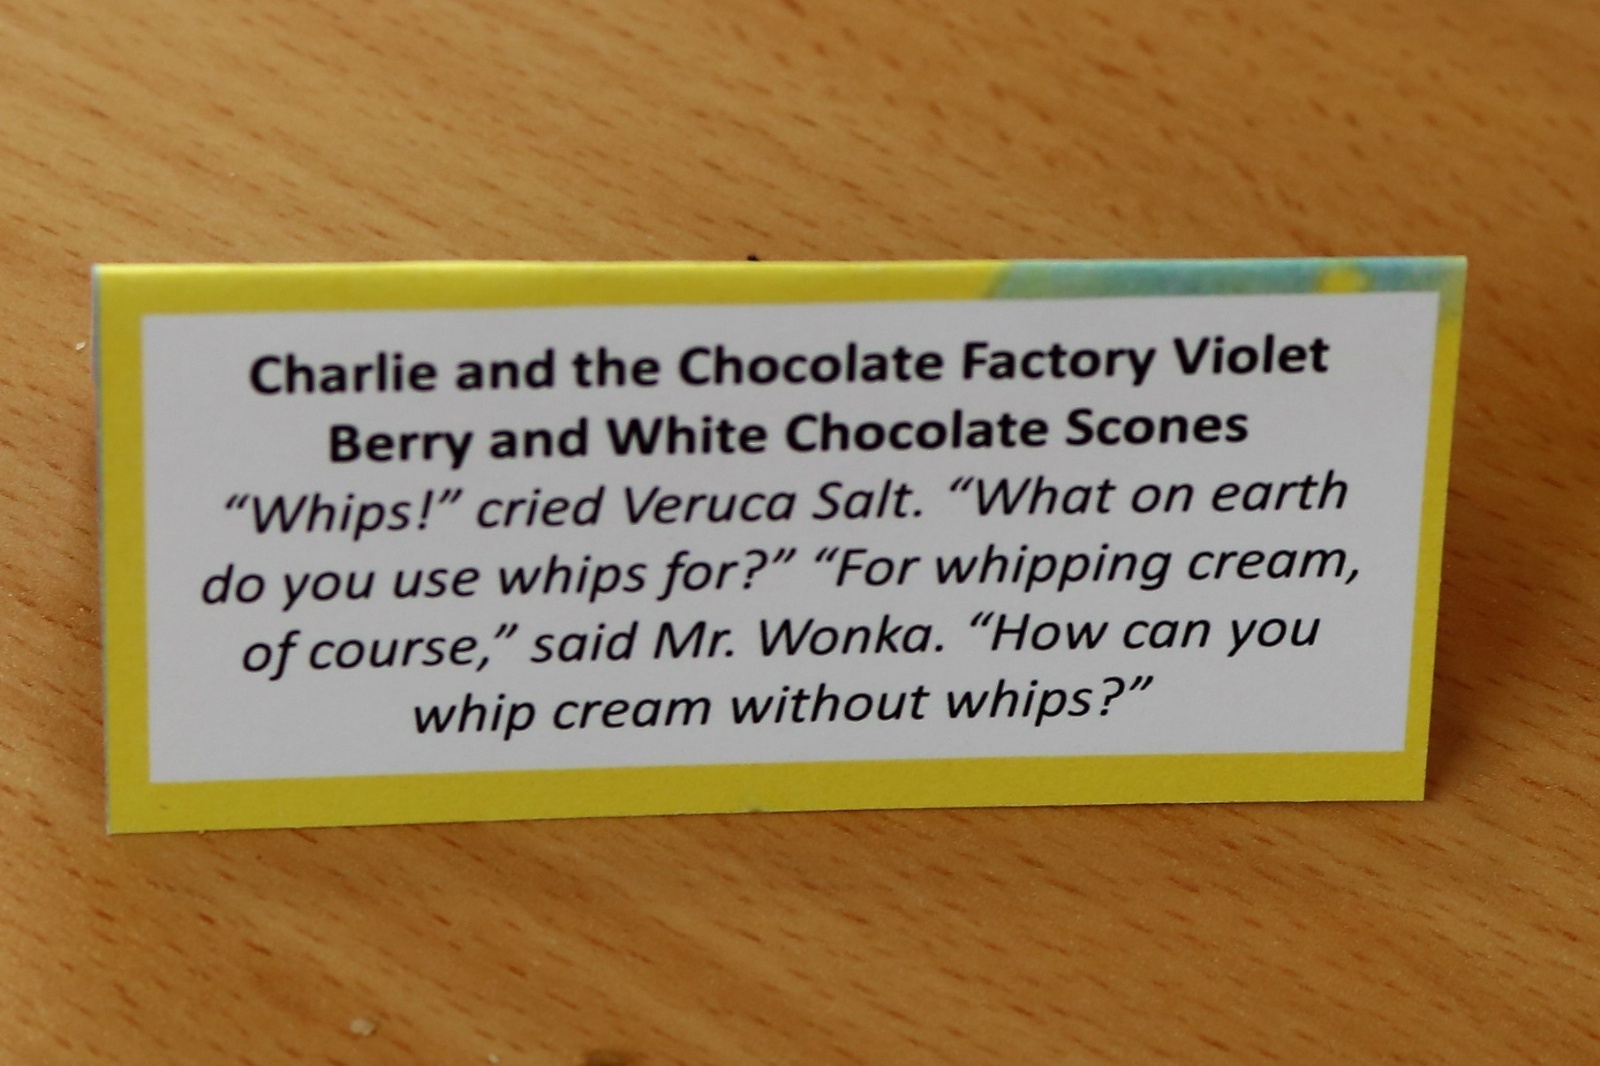 Charlie and the Chocolate Factory Violet
Berry and White Chocolate Scones
“Whips!” cried Veruca Salt. “What on earth
do you use whips for?” “For whipping cream,
of course,” said Mr. Wonka. “How can you
whip cream without whips?”